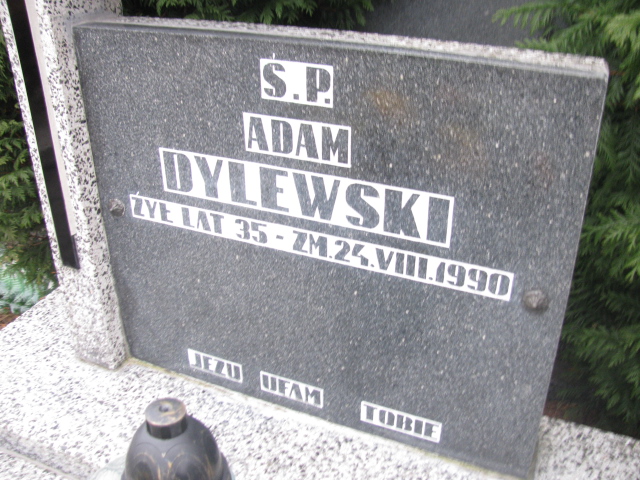 Ś.P.
ADAM
DYLEWSKI
ŻYŁ LAT 35 - ZM. 24.VIII.1990
JEZU UFAM TOBIE